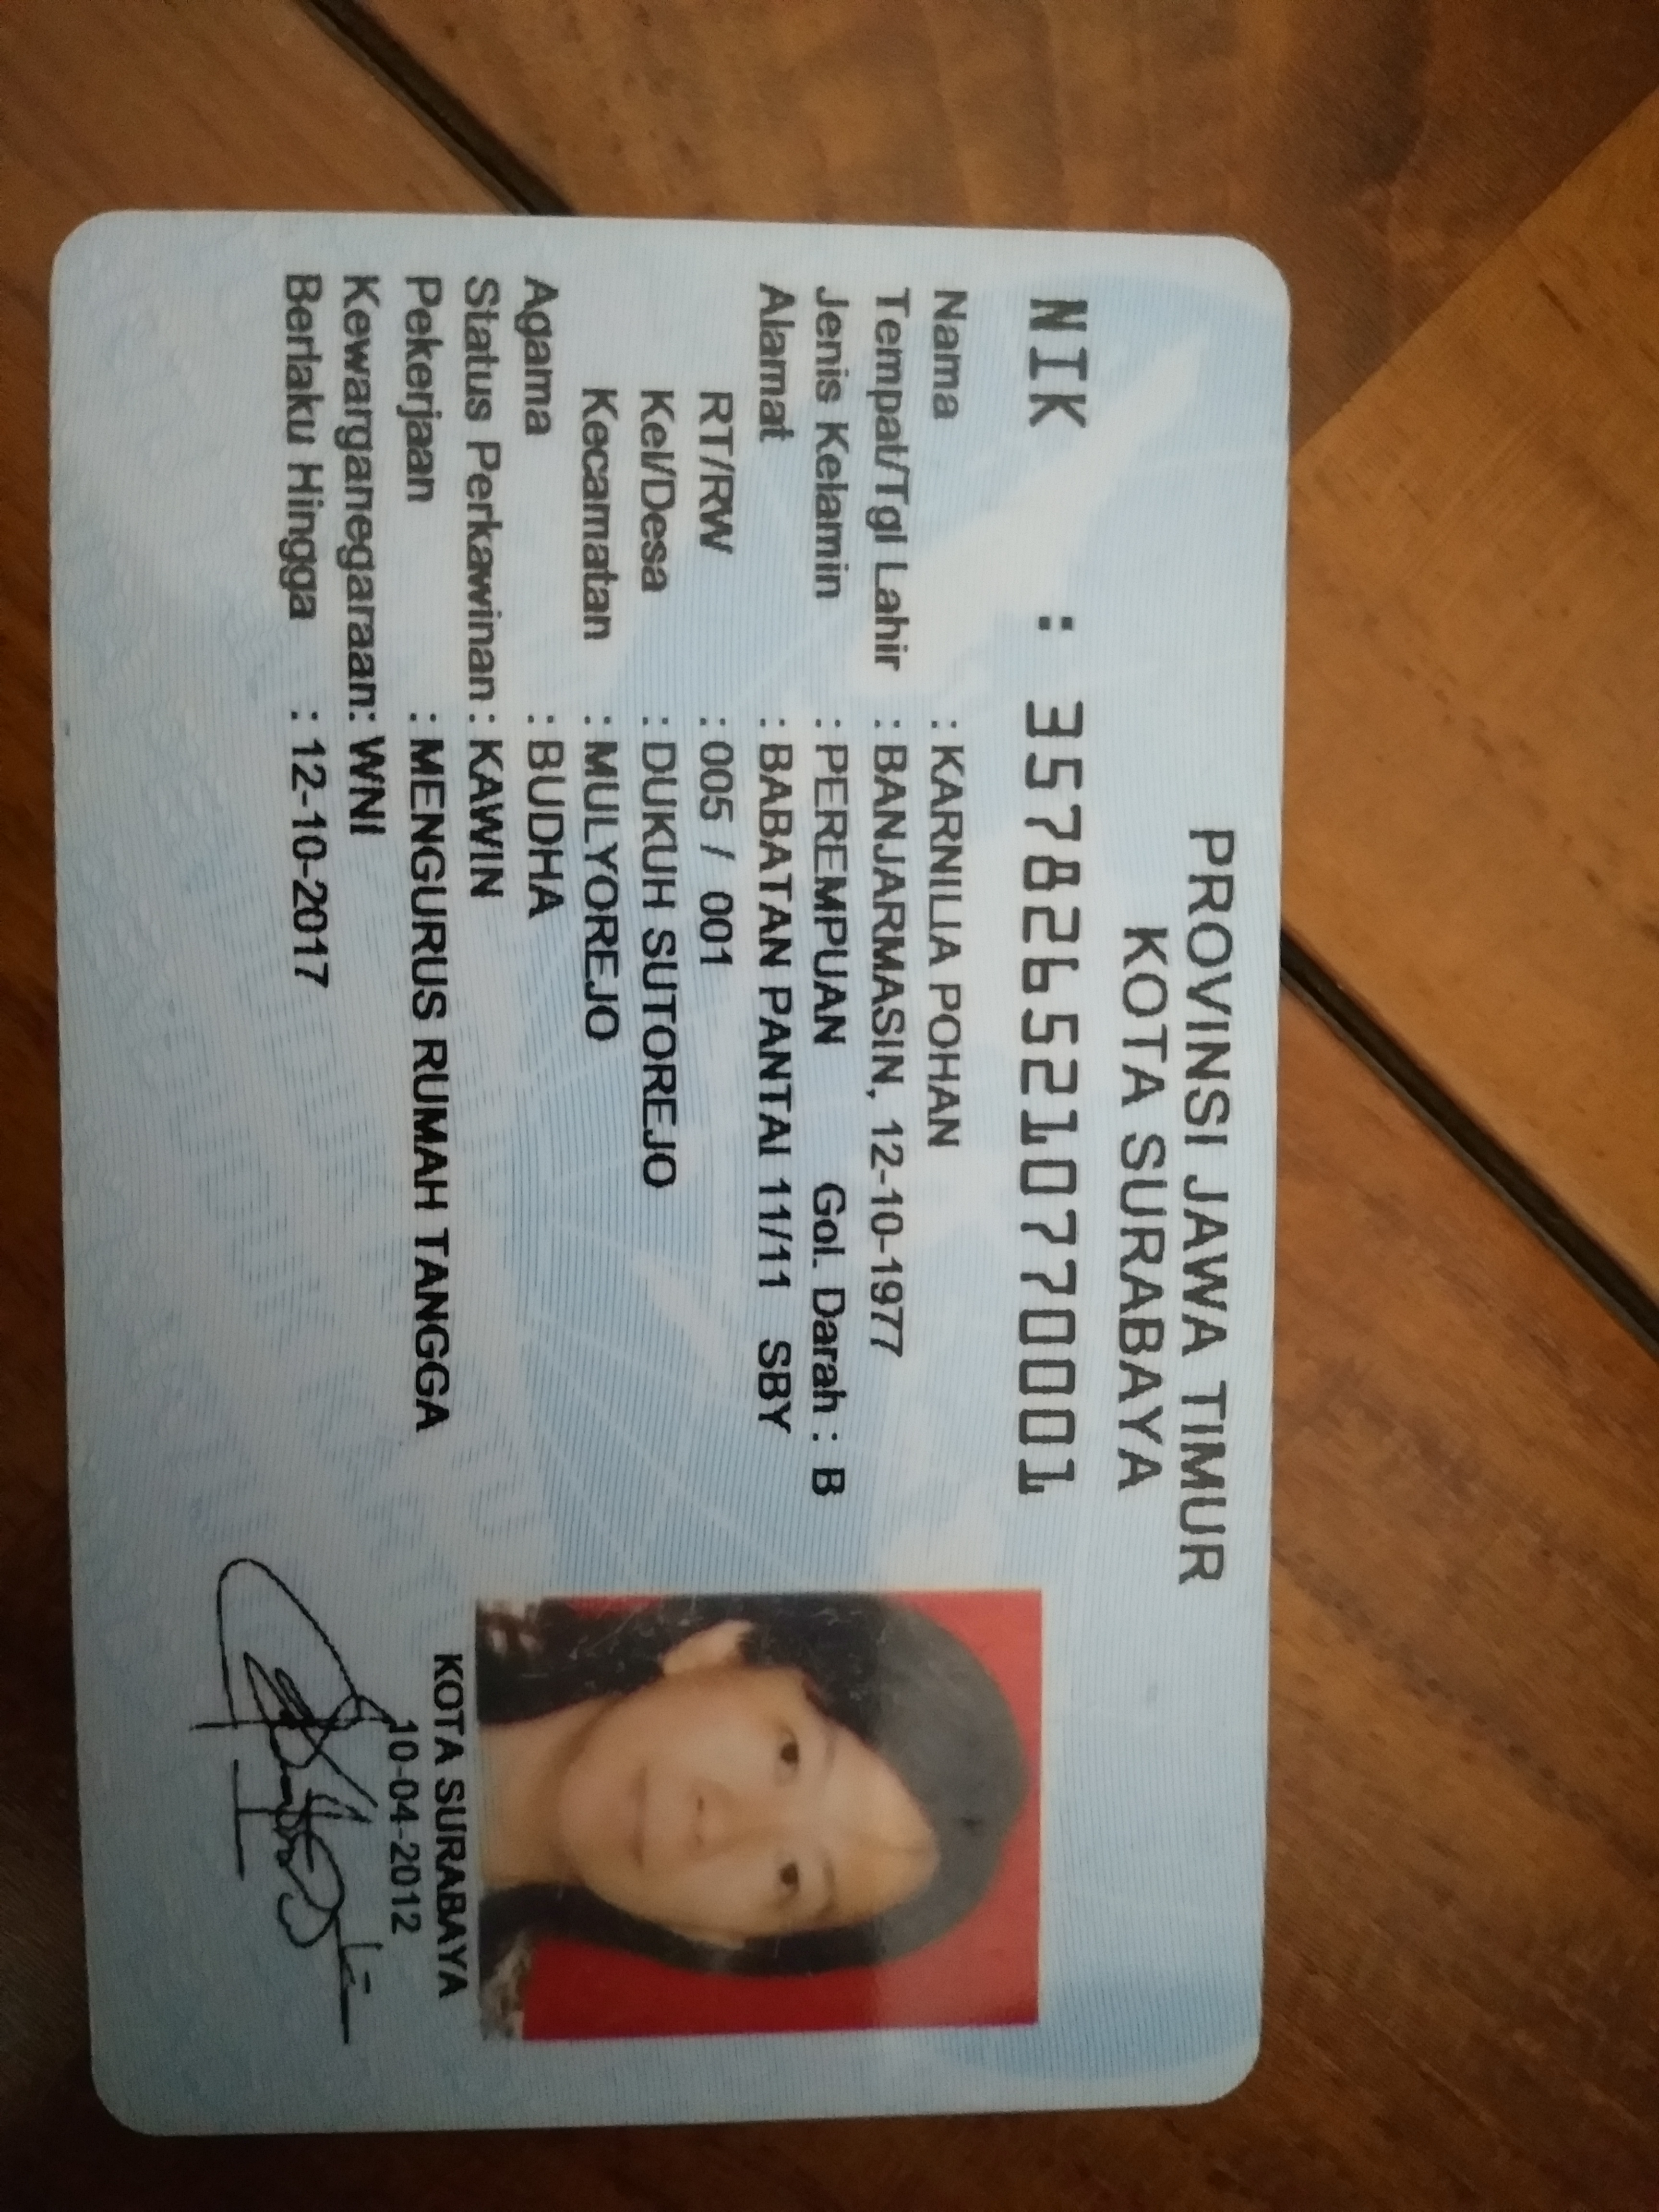 PROVINSI JAWA TIMUR
KOTA SURABAYA
NIK : 3578265210770001
Nama : KARNILIA POHAN
Tempat/Tgl Lahir : BANJARMASIN, 12-10-1977
Jenis Kelamin : PEREMPUAN Gol. Darah : B
Alamat : BABATAN PANTAI 11/11 SBY
RT/RW : 005 / 001
Kel/Desa : DUKUH SUTOREJO
Kecamatan : MULYOREJO
Agama : BUDHA
Status Perkawinan : KAWIN
Pekerjaan : MENGURUS RUMAH TANGGA
Kewarganegaraan: WNI
Berlaku Hingga : 12-10-2017
KOTA SURABAYA
10-04-2012